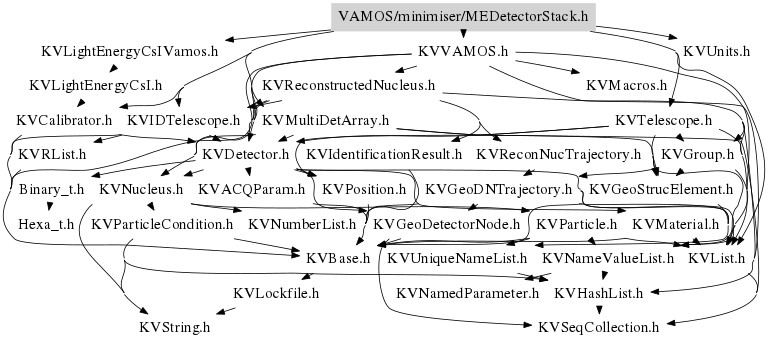 VAMOS/minimiser/MEDetectorStack.h
KVLightEnergyCsIVamos.h KVVAMOS.h KVUnits.h
KVLightEnergyCsI.h KVReconstructedNucleus.h KVMacros.h
KVCalibrator.h KVIDTelescope.h KVMultiDetArray.h KVTelescope.h
KVRList.h KVDetector.h KVIdentificationResult.h KVReconNucTrajectory.h KVGroup.h
Binary_t.h KVNucleus.h KVACQParam.h KVPosition.h KVGeoDNTrajectory.h KVGeoStrucElement.h
Hexa_t.h KVParticleCondition.h KVNumberList.h KVGeoDetectorNode.h KVParticle.h KVMaterial.h
KVBase.h KVUniqueNameList.h KVNameValueList.h KVList.h
KVLockfile.h KVNamedParameter.h KVHashList.h
KVString.h KVSeqCollection.h